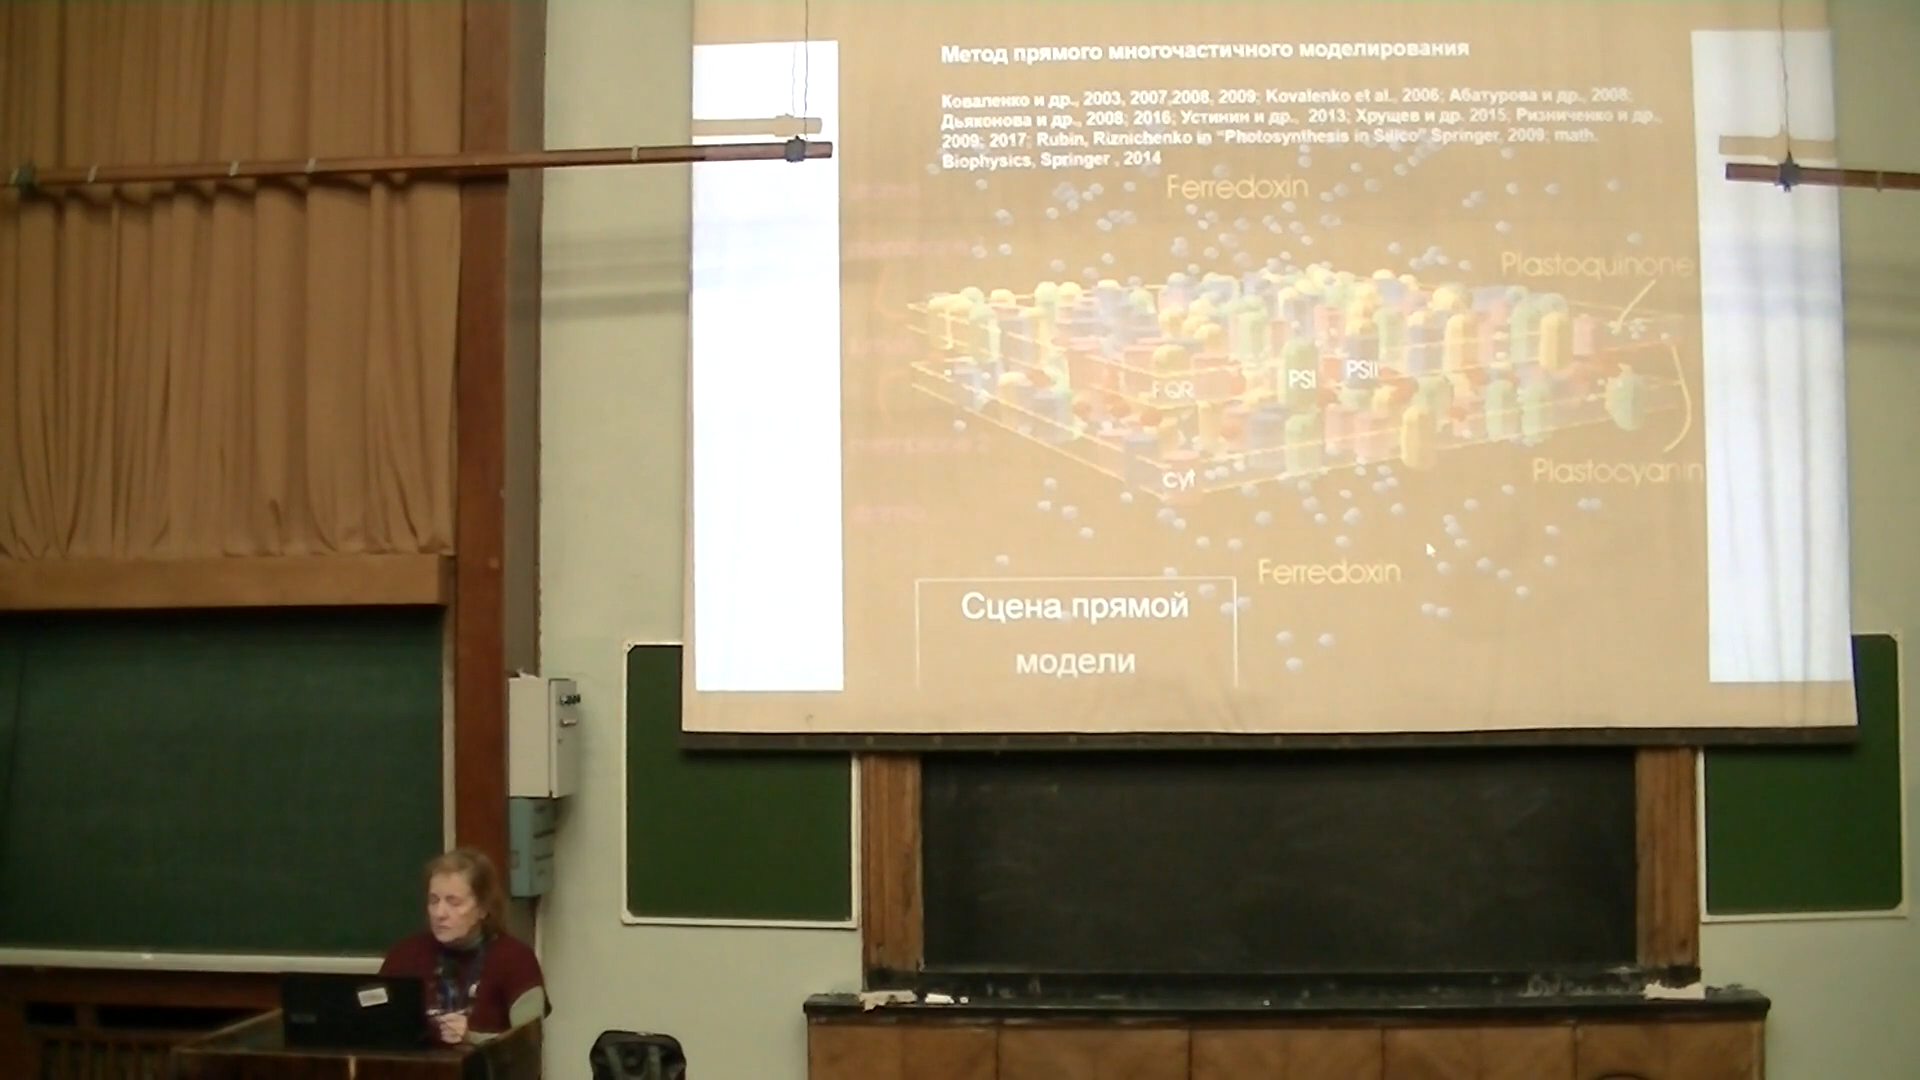 Метод прямого многочастичного моделирования
Коваленко и др., 2003, 2007,2008, 2009; Kovalenko et al., 2006; Абатурова и др., 2008;
Дьяконова и др., 2008; 2016; Устинин и др., 2013; Хрущев и др. 2015; Ризниченко и др.,
2009; 2017; Rubin, Riznichenko in "Photosynthesis in Silico" Springer, 2009; math.
Biophysics, Springer , 2014
Ferredoxin
Plastoquinone
PSI
PSII
FQR
Plastocyanin
cyt
Ferredoxin
Сцена прямой
модели